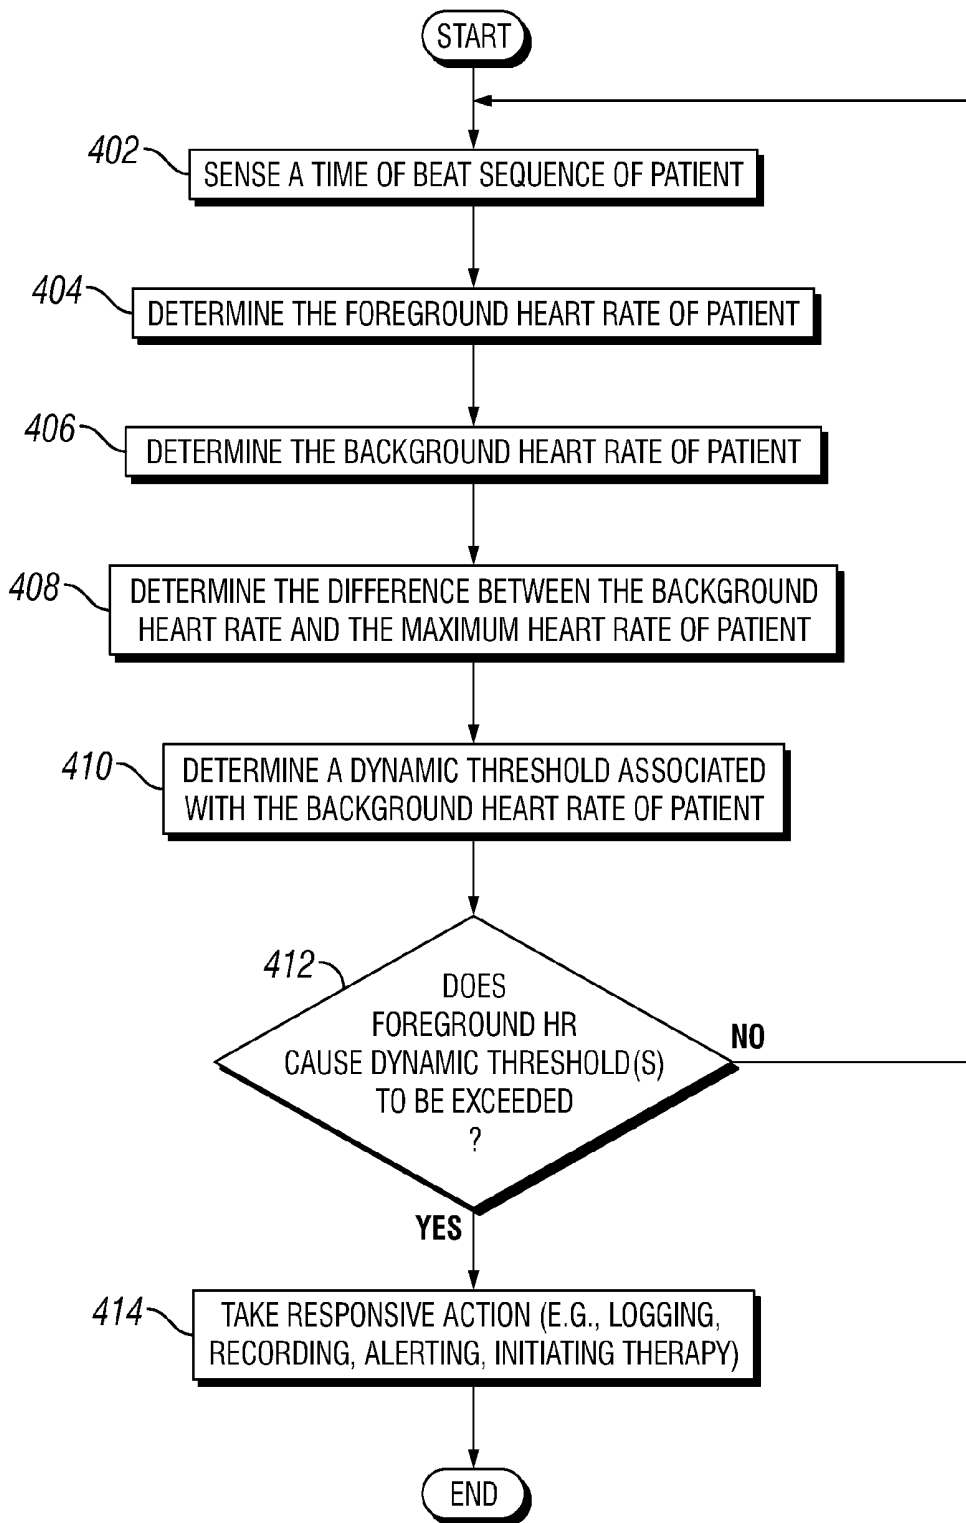 START
402
SENSE A TIME OF BEAT SEQUENCE OF PATIENT
404
DETERMINE THE FOREGROUND HEART RATE OF PATIENT
406
DETERMINE THE BACKGROUND HEART RATE OF PATIENT
408
DETERMINE THE DIFFERENCE BETWEEN THE BACKGROUND
HEART RATE AND THE MAXIMUM HEART RATE OF PATIENT
410
DETERMINE A DYNAMIC THRESHOLD ASSOCIATED
WITH THE BACKGROUND HEART RATE OF PATIENT
412
DOES
FOREGROUND HR
CAUSE DYNAMIC THRESHOLD(S)
TO BE EXCEEDED
?
NO
YES
414
TAKE RESPONSIVE ACTION (E.G., LOGGING,
RECORDING, ALERTING, INITIATING THERAPY)
END